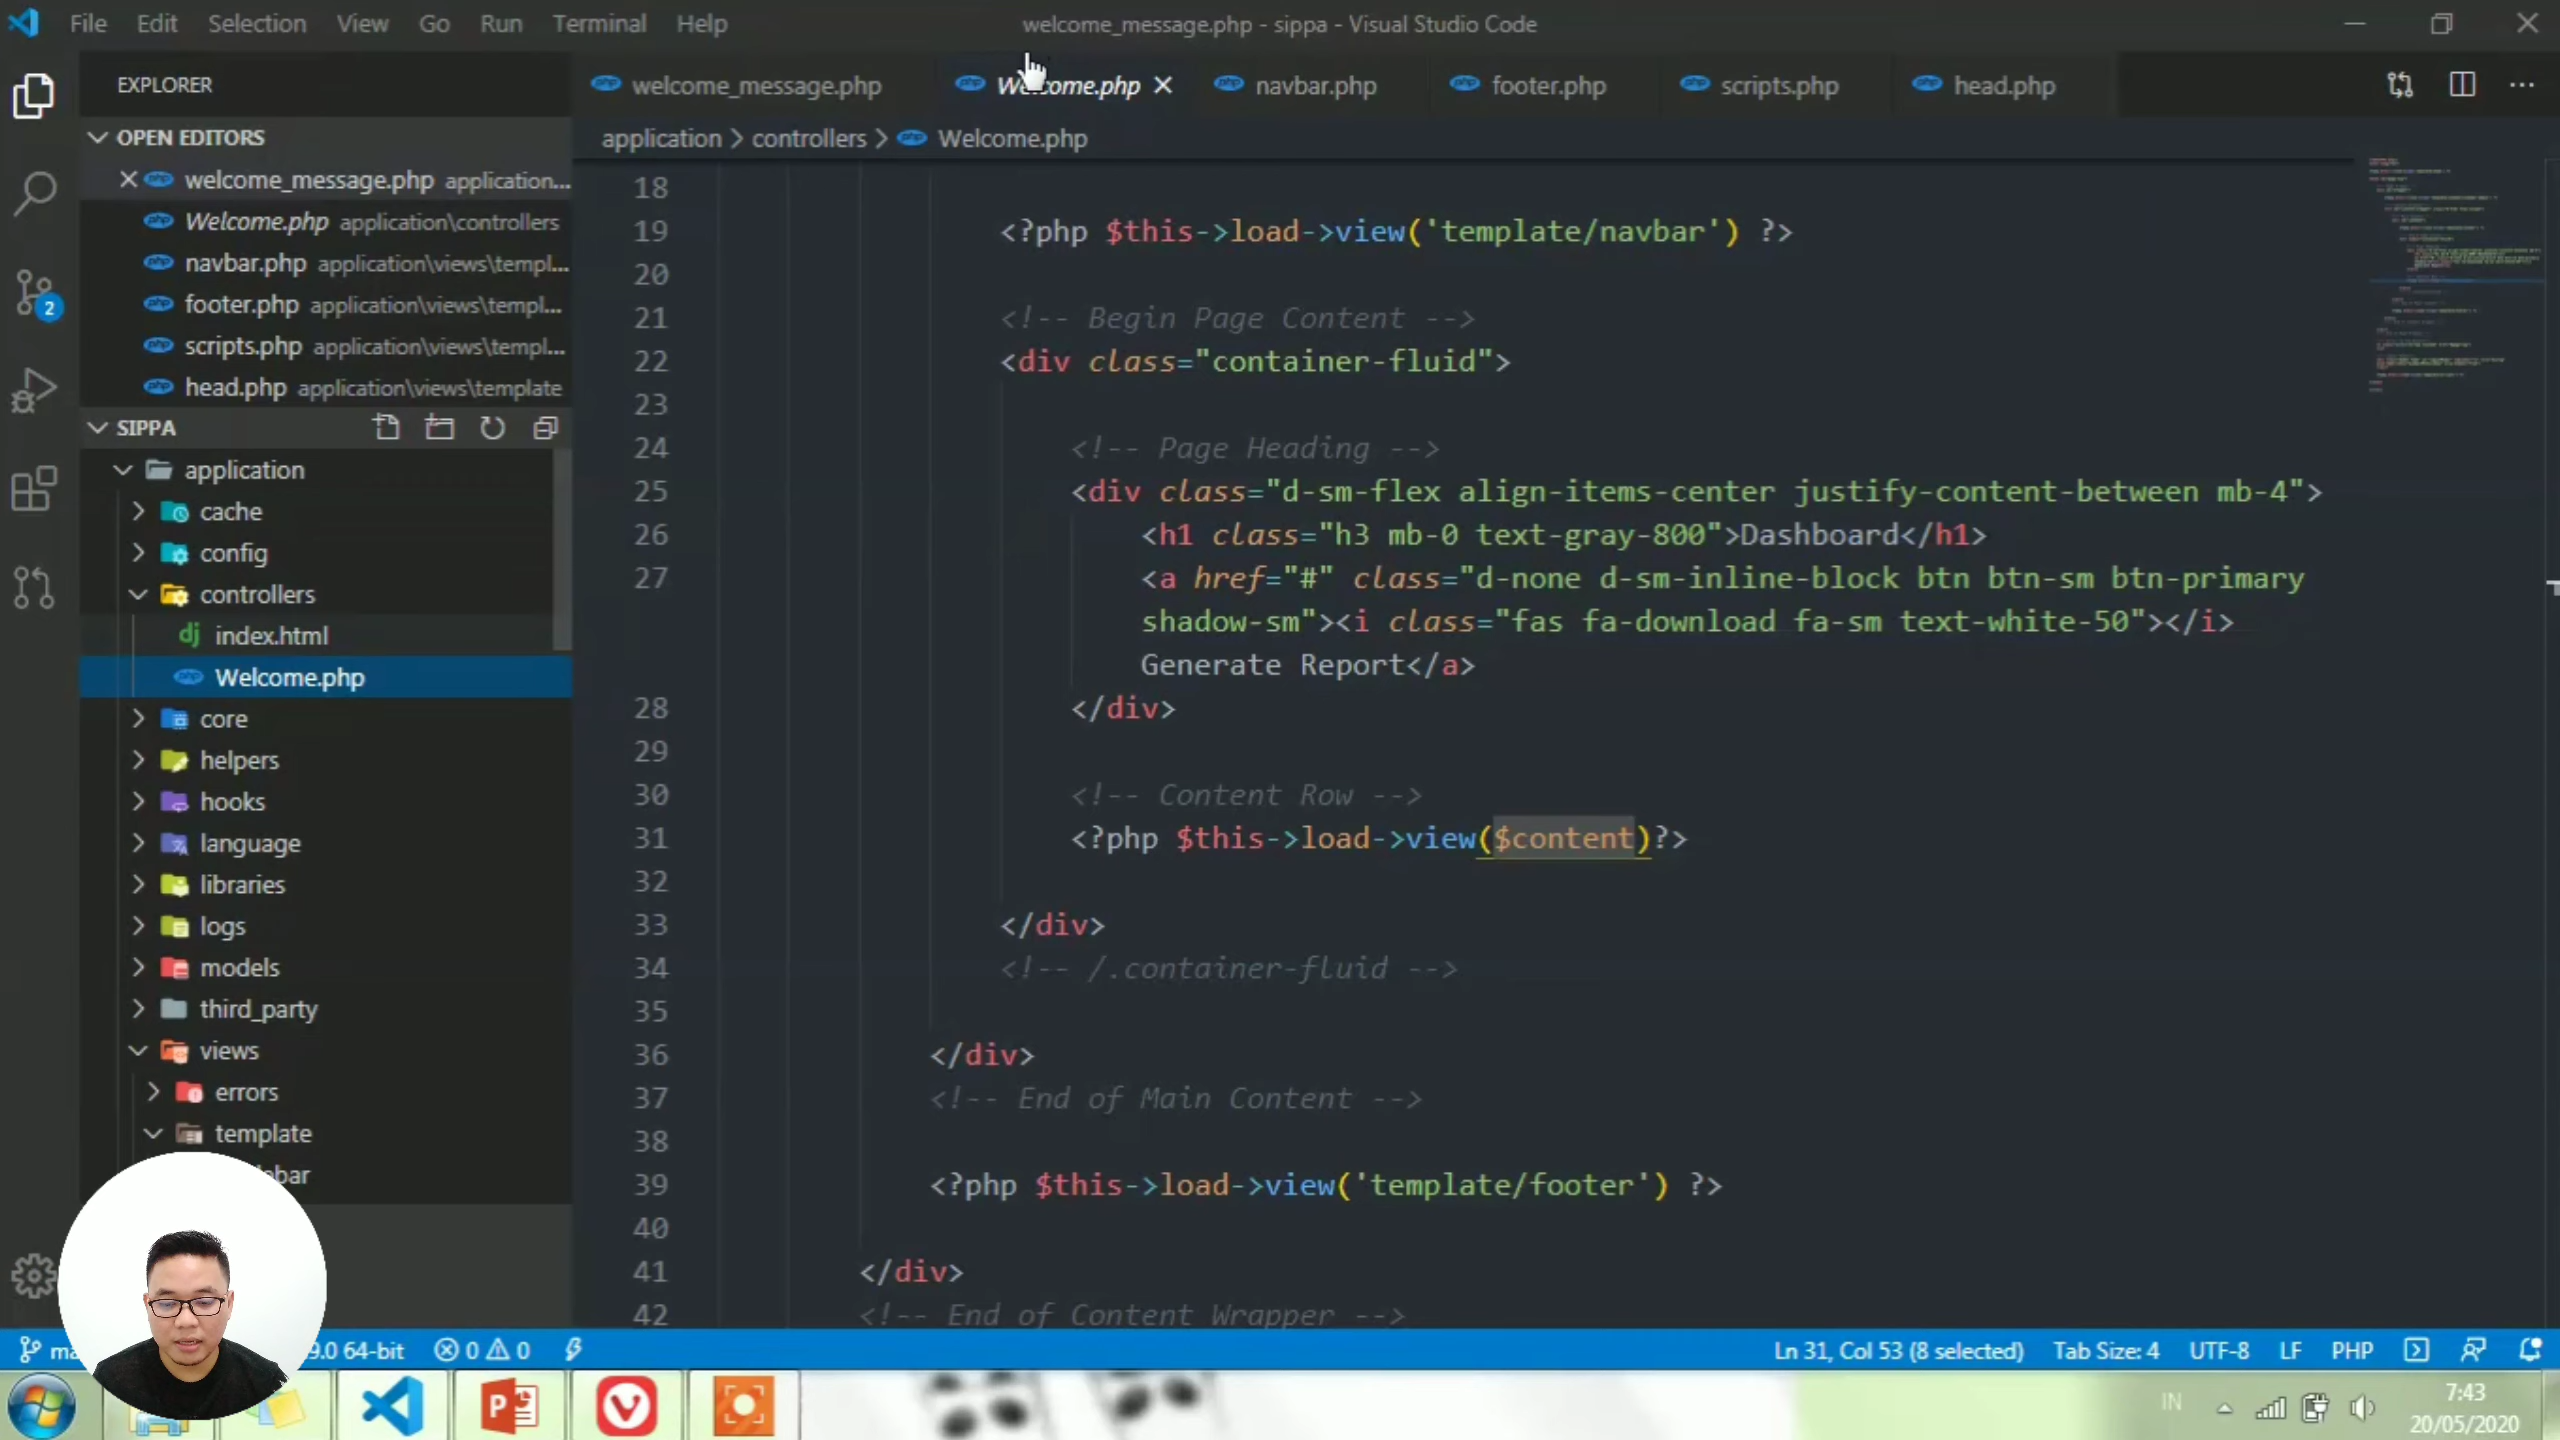 File Edit Selection View Go Run Terminal Help
welcome_message.php - sippa - Visual Studio Code
EXPLORER
OPEN EDITORS
welcome_message.php application...
Welcome.php application\controllers
navbar.php application\views\templ...
footer.php application\views\templ...
scripts.php application\views\templ...
head.php application\views\template
SIPPA
application
cache
config
controllers
index.html
Welcome.php
core
helpers
hooks
language
libraries
logs
models
third_party
views
errors
template
welcome_message.php Welcome.php navbar.php footer.php scripts.php head.php
application > controllers > Welcome.php
18
19 <?php $this->load->view('template/navbar') ?>
20
21 <!-- Begin Page Content -->
22 <div class="container-fluid">
23
24 <!-- Page Heading -->
25 <div class="d-sm-flex align-items-center justify-content-between mb-4">
26 <h1 class="h3 mb-0 text-gray-800">Dashboard</h1>
27 <a href="#" class="d-none d-sm-inline-block btn btn-sm btn-primary
shadow-sm"><i class="fas fa-download fa-sm text-white-50"></i>
Generate Report</a>
28 </div>
29
30 <!-- Content Row -->
31 <?php $this->load->view($content)?>
32
33 </div>
34 <!-- /.container-fluid -->
35
36 </div>
37 <!-- End of Main Content -->
38
39 <?php $this->load->view('template/footer') ?>
40
41 </div>
42 <!-- End of Content Wrapper -->
2
64-bit 0 0 Ln 31, Col 53 (8 selected) Tab Size: 4 UTF-8 LF PHP
IN 7:43
20/05/2020